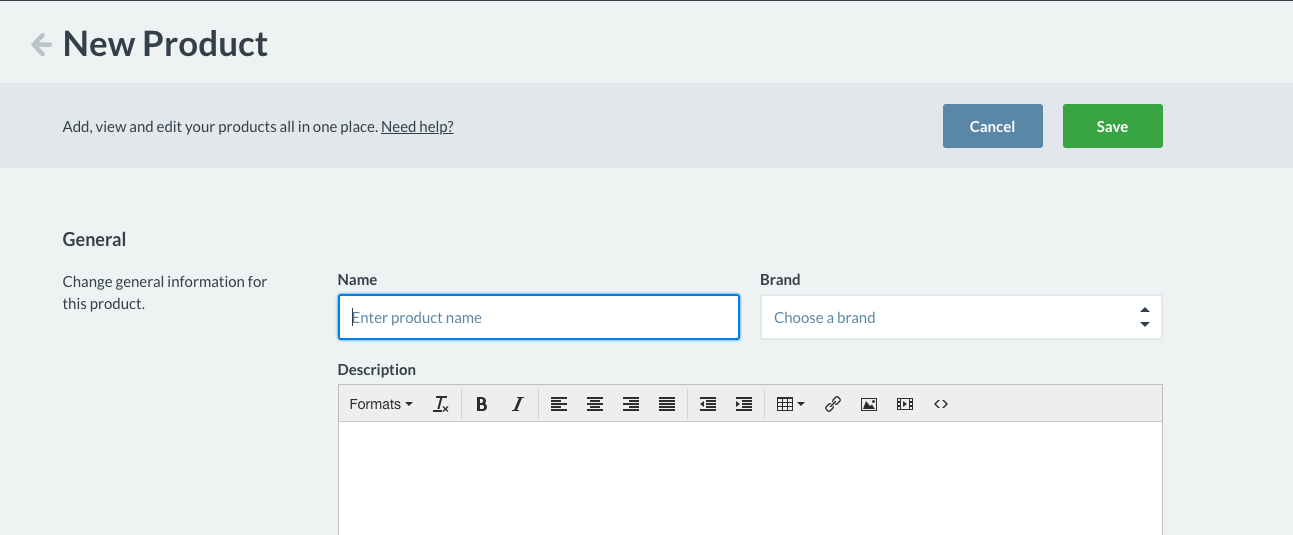 New Product
Add, view and edit your products all in one place. Need help?
Cancel
Save
General
Change general information for
this product.
Name
Enter product name
Brand
Choose a brand
Description
Formats